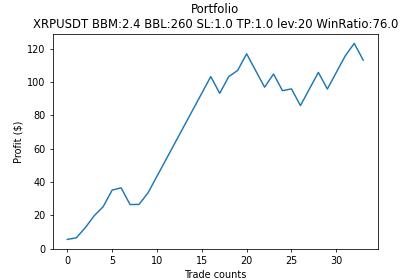 Portfolio
XRPUSDT BBM:2.4 BBL:260 SL:1.0 TP:1.0 lev:20 WinRatio:76.0
120
100
80
60
40
20
0
Profit ($)
0 5 10 15 20 25 30
Trade counts